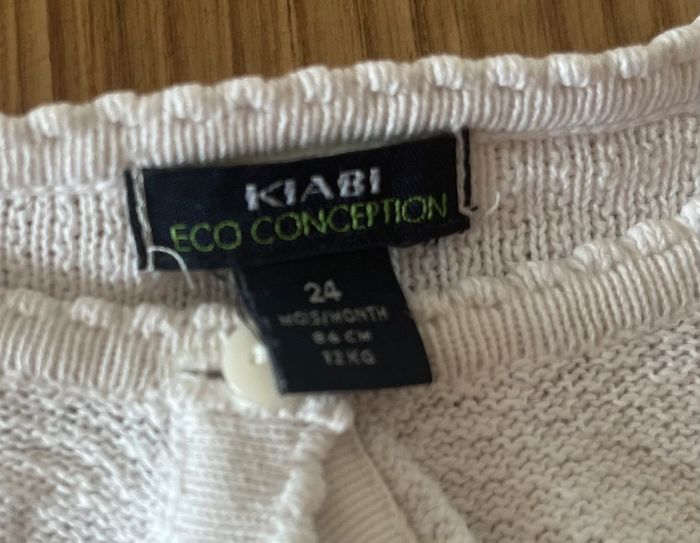 KIABI
ECO CONCEPTION
24
MOIS/MONTH
86 CM
12 KG